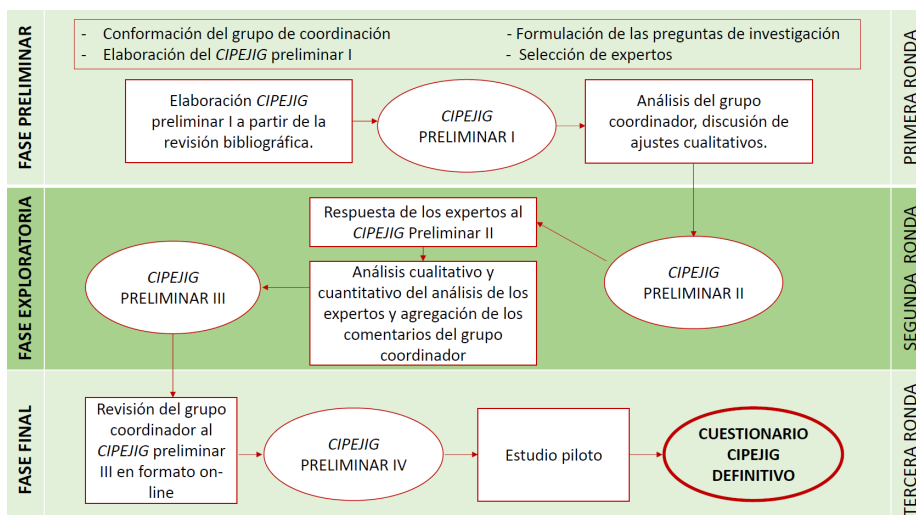 FASE PRELIMINAR
- Conformación del grupo de coordinación
- Elaboración del CIPEJIG preliminar I
- Formulación de las preguntas de investigación
- Selección de expertos
Elaboración CIPEJIG
preliminar I a partir de la
revisión bibliográfica.
CIPEJIG
PRELIMINAR I
Análisis del grupo
coordinador, discusión de
ajustes cualitativos.
PRIMERA RONDA
FASE EXPLORATORIA
Respuesta de los expertos al
CIPEJIG Preliminar II
Análisis cualitativo y
cuantitativo del análisis de los
expertos y agregación de los
comentarios del grupo
coordinador
CIPEJIG
PRELIMINAR III
CIPEJIG
PRELIMINAR II
SEGUNDA RONDA
FASE FINAL
Revisión del grupo
coordinador al
CIPEJIG preliminar
III en formato on-
line
CIPEJIG
PRELIMINAR IV
Estudio piloto
CUESTIONARIO
CIPEJIG
DEFINITIVO
TERCERA RONDA